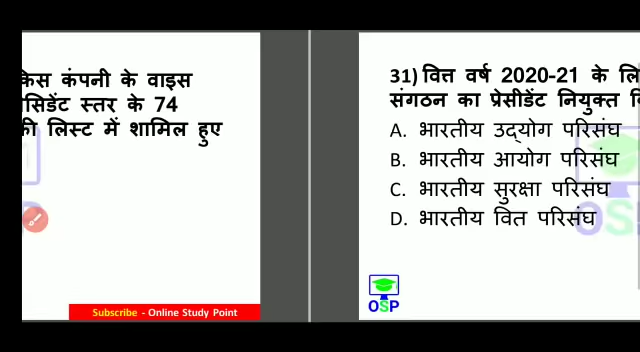 किस कंपनी के वाइस
सिडेंट स्तर के 74
की लिस्ट में शामिल हुए
Subscribe - Online Study Point
31) वित्त वर्ष 2020-21 के लि
संगठन का प्रेसीडेंट नियुक्त कि
A. भारतीय उद्योग परिसंघ
B. भारतीय आयोग परिसंघ
C. भारतीय सुरक्षा परिसंघ
D. भारतीय वित परिसंघ
OSP
OS